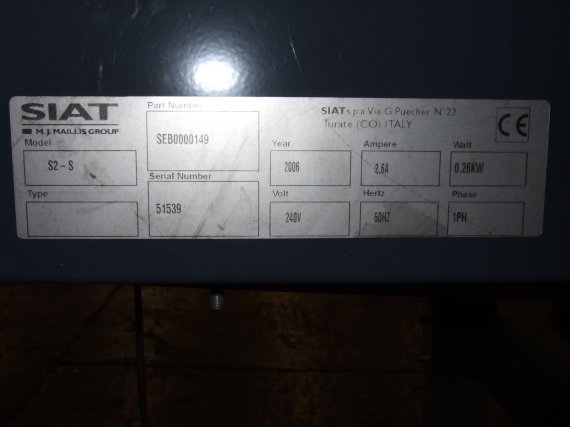 SIAT
M.J. MAILLIS GROUP
Model
S2-S
Type
Part Number
SEB0000149
Serial Number
51539
SIAT s.p.a Via G.Puecher N°22
Turate (CO) ITALY
CE
Year
2006
Ampere
2,6A
Watt
0,26KW
Volt
240V
Hertz
50HZ
Phase
1PH